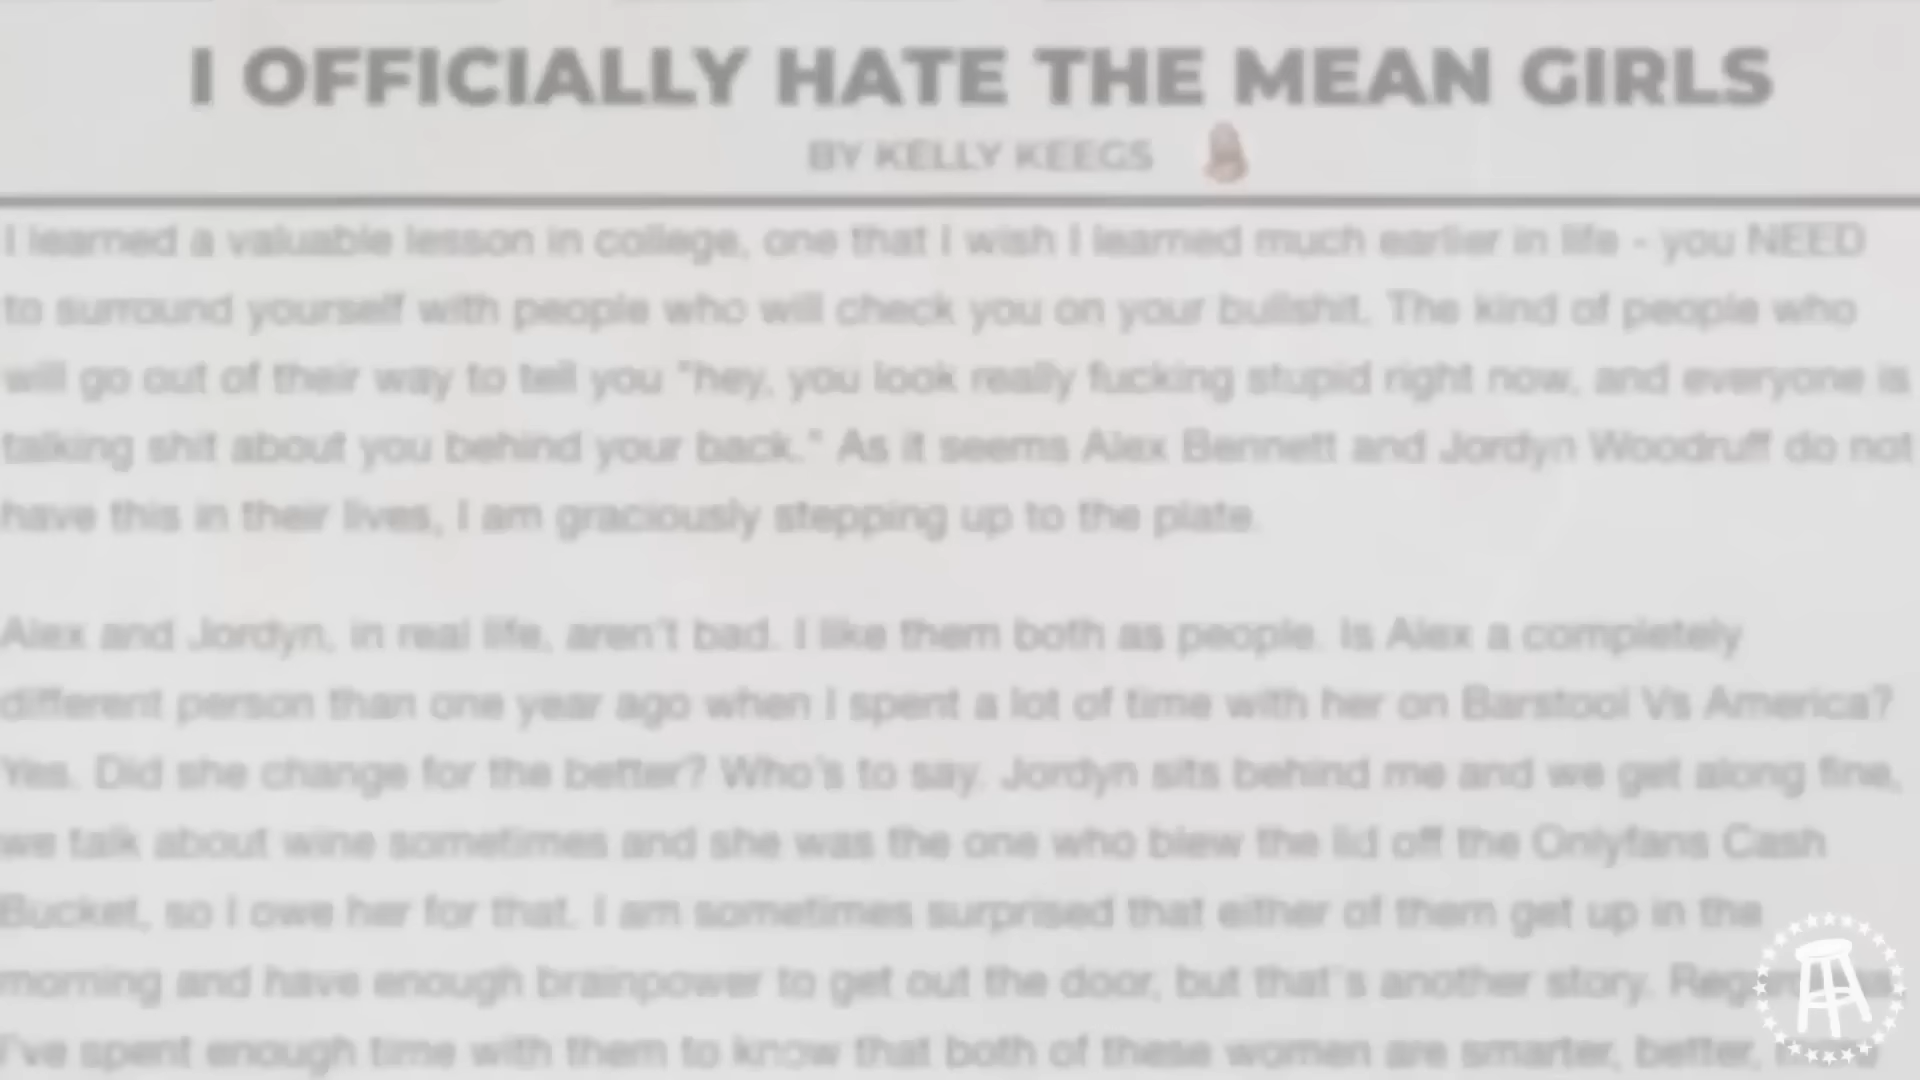 I OFFICIALLY HATE THE MEAN GIRLS
BY KELLY KEEGS
I learned a valuable lesson in college, one that I wish I learned much earlier in life - you NEED
to surround yourself with people who will check you on your bullshit. The kind of people who
will go out of their way to tell you "hey, you look really fucking stupid right now, and everyone is
talking shit about you behind your back." As it seems Alex Bennett and Jordyn Woodruff do not
have this in their lives, I am graciously stepping up to the plate.
Alex and Jordyn, in real life, aren't bad. I like them both as people. Is Alex a completely
different person than one year ago when I spent a lot of time with her on Barstool Vs America?
Yes. Did she change for the better? Who's to say. Jordyn sits behind me and we get along fine,
we talk about wine sometimes and she was the one who blew the lid off the Onlyfans Cash
Bucket, so I owe her for that. I am sometimes surprised that either of them get up in the
morning and have enough brainpower to get out the door, but that's another story.
I've spent enough time with them to know that both of these women are smarter, better,